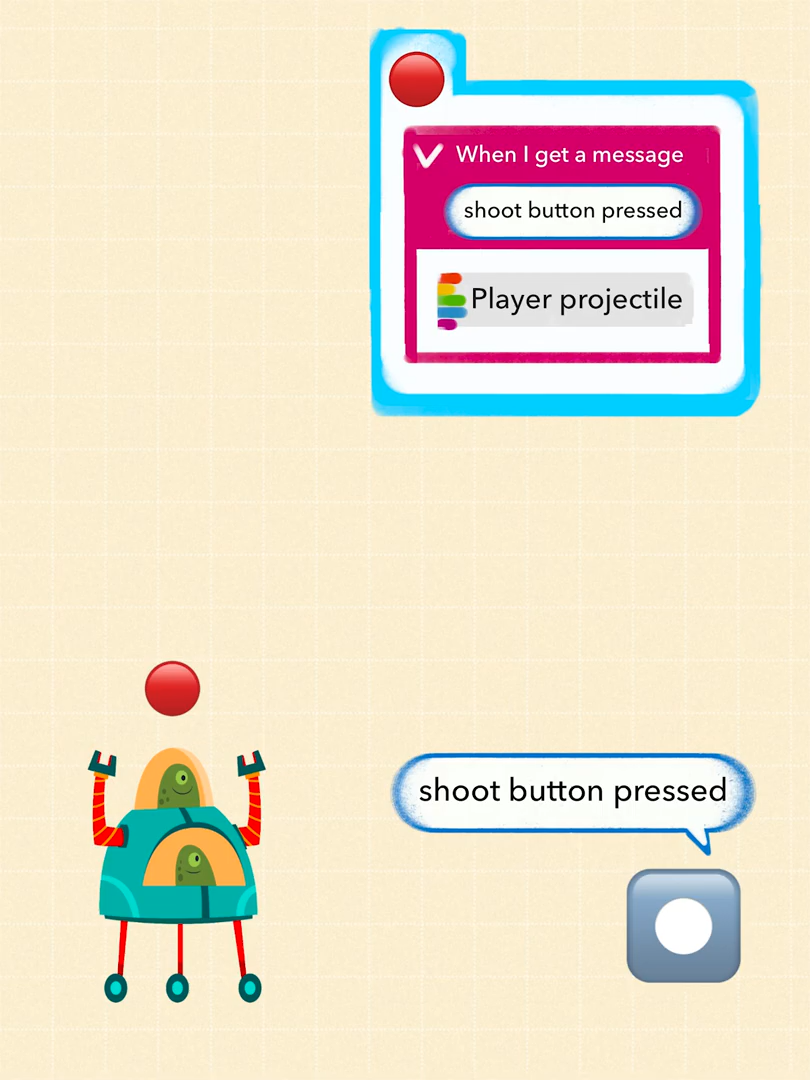 When I get a message
shoot button pressed
Player projectile
shoot button pressed